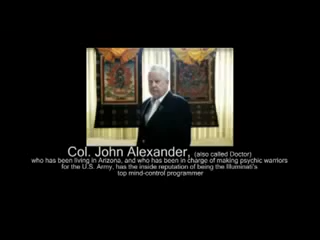 Col. John Alexander, (also called Doctor)
who has been living in Arizona, and who has been in charge of making psychic warriors
for the U.S. Army, has the inside reputation of being the Illuminati's
top mind-control programmer